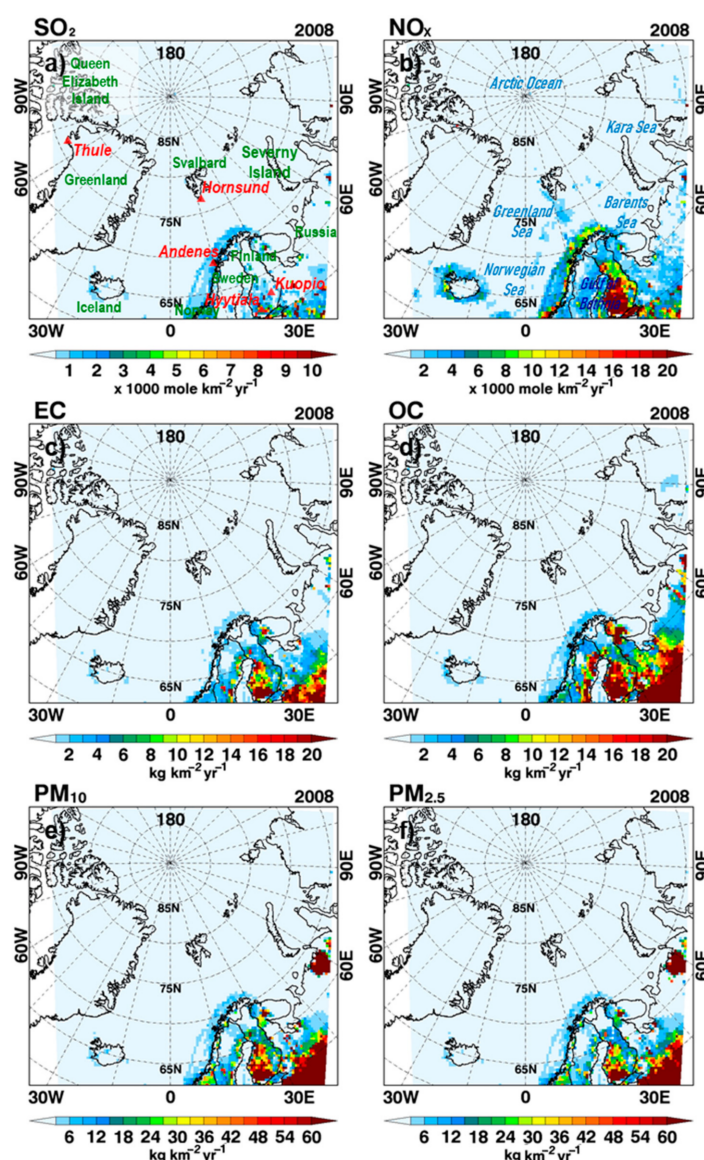 SO2 2008
a) 180
Queen
Elizabeth
Island
90W 90E
Thule
85N
Svalbard Severny
Island
Greenland
Hornsund
60W 60E
75N
Russia
Andenes
Finland
Sweden
Kuopio
Hyytiala
Iceland 65N Norway
30W 0 30E
1 2 3 4 5 6 7 8 9 10
x 1000 mole km-2 yr-1
NOX 2008
b) 180
Arctic Ocean
90W 90E
Kara Sea
85N
60W 60E
Greenland
Sea
Barents
Sea
75N
Norwegian
Sea
Gulf of
Bothnia
65N
30W 0 30E
2 4 6 8 10 12 14 16 18 20
x 1000 mole km-2 yr-1
EC 2008
c) 180
90W 90E
85N
60W 60E
75N
65N
30W 0 30E
2 4 6 8 10 12 14 16 18 20
kg km-2 yr-1
OC 2008
d) 180
90W 90E
85N
60W 60E
75N
65N
30W 0 30E
2 4 6 8 10 12 14 16 18 20
kg km-2 yr-1
PM10 2008
e) 180
90W 90E
85N
60W 60E
75N
65N
30W 0 30E
6 12 18 24 30 36 42 48 54 60
kg km-2 yr-1
PM2.5 2008
f) 180
90W 90E
85N
60W 60E
75N
65N
30W 0 30E
6 12 18 24 30 36 42 48 54 60
kg km-2 yr-1